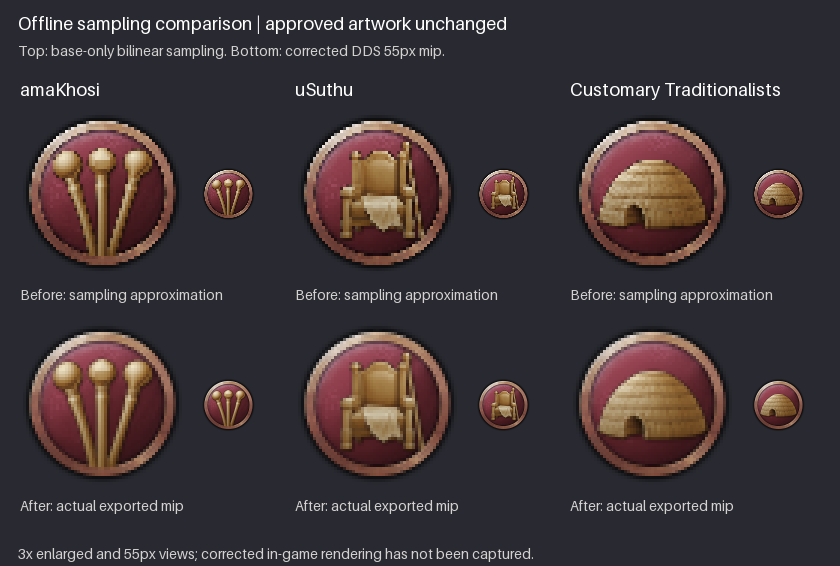 Offline sampling comparison | approved artwork unchanged
Top: base-only bilinear sampling. Bottom: corrected DDS 55px mip.
amaKhosi
uSuthu
Customary Traditionalists
Before: sampling approximation
Before: sampling approximation
Before: sampling approximation
After: actual exported mip
After: actual exported mip
After: actual exported mip
3x enlarged and 55px views; corrected in-game rendering has not been captured.